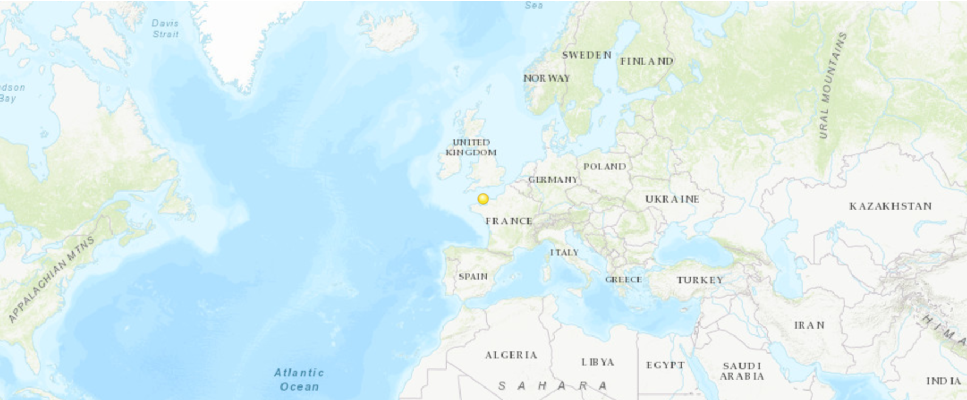 Sea
Davis
Strait
SWEDEN
FINLAND
NORWAY
URAL MOUNTAINS
dson
Bay
UNITED
KINGDOM
POLAND
GERMANY
UKRAINE
KAZAKHSTAN
FRANCE
ITALY
APPALACHIAN MTNS
SPAIN
GREECE
TURKEY
IRAN
HIMA
ALGERIA
LIBYA
EGYPT
SAUDI
ARABIA
Atlantic
Ocean
SAHARA
INDIA